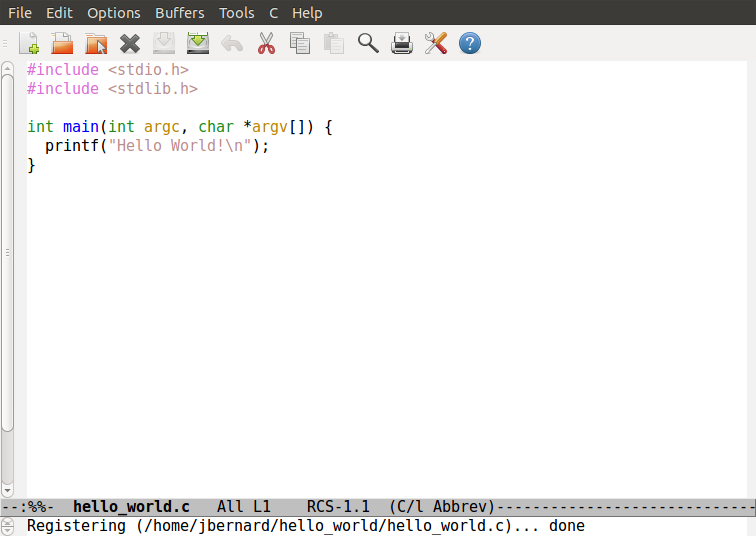 File Edit Options Buffers Tools C Help
#include <stdio.h>
#include <stdlib.h>
int main(int argc, char *argv[]) {
  printf("Hello World!\n");
}
--:%%-  hello_world.c   All L1    RCS-1.1  (C/l Abbrev)-----------------------------
Registering (/home/jbernard/hello_world/hello_world.c)... done